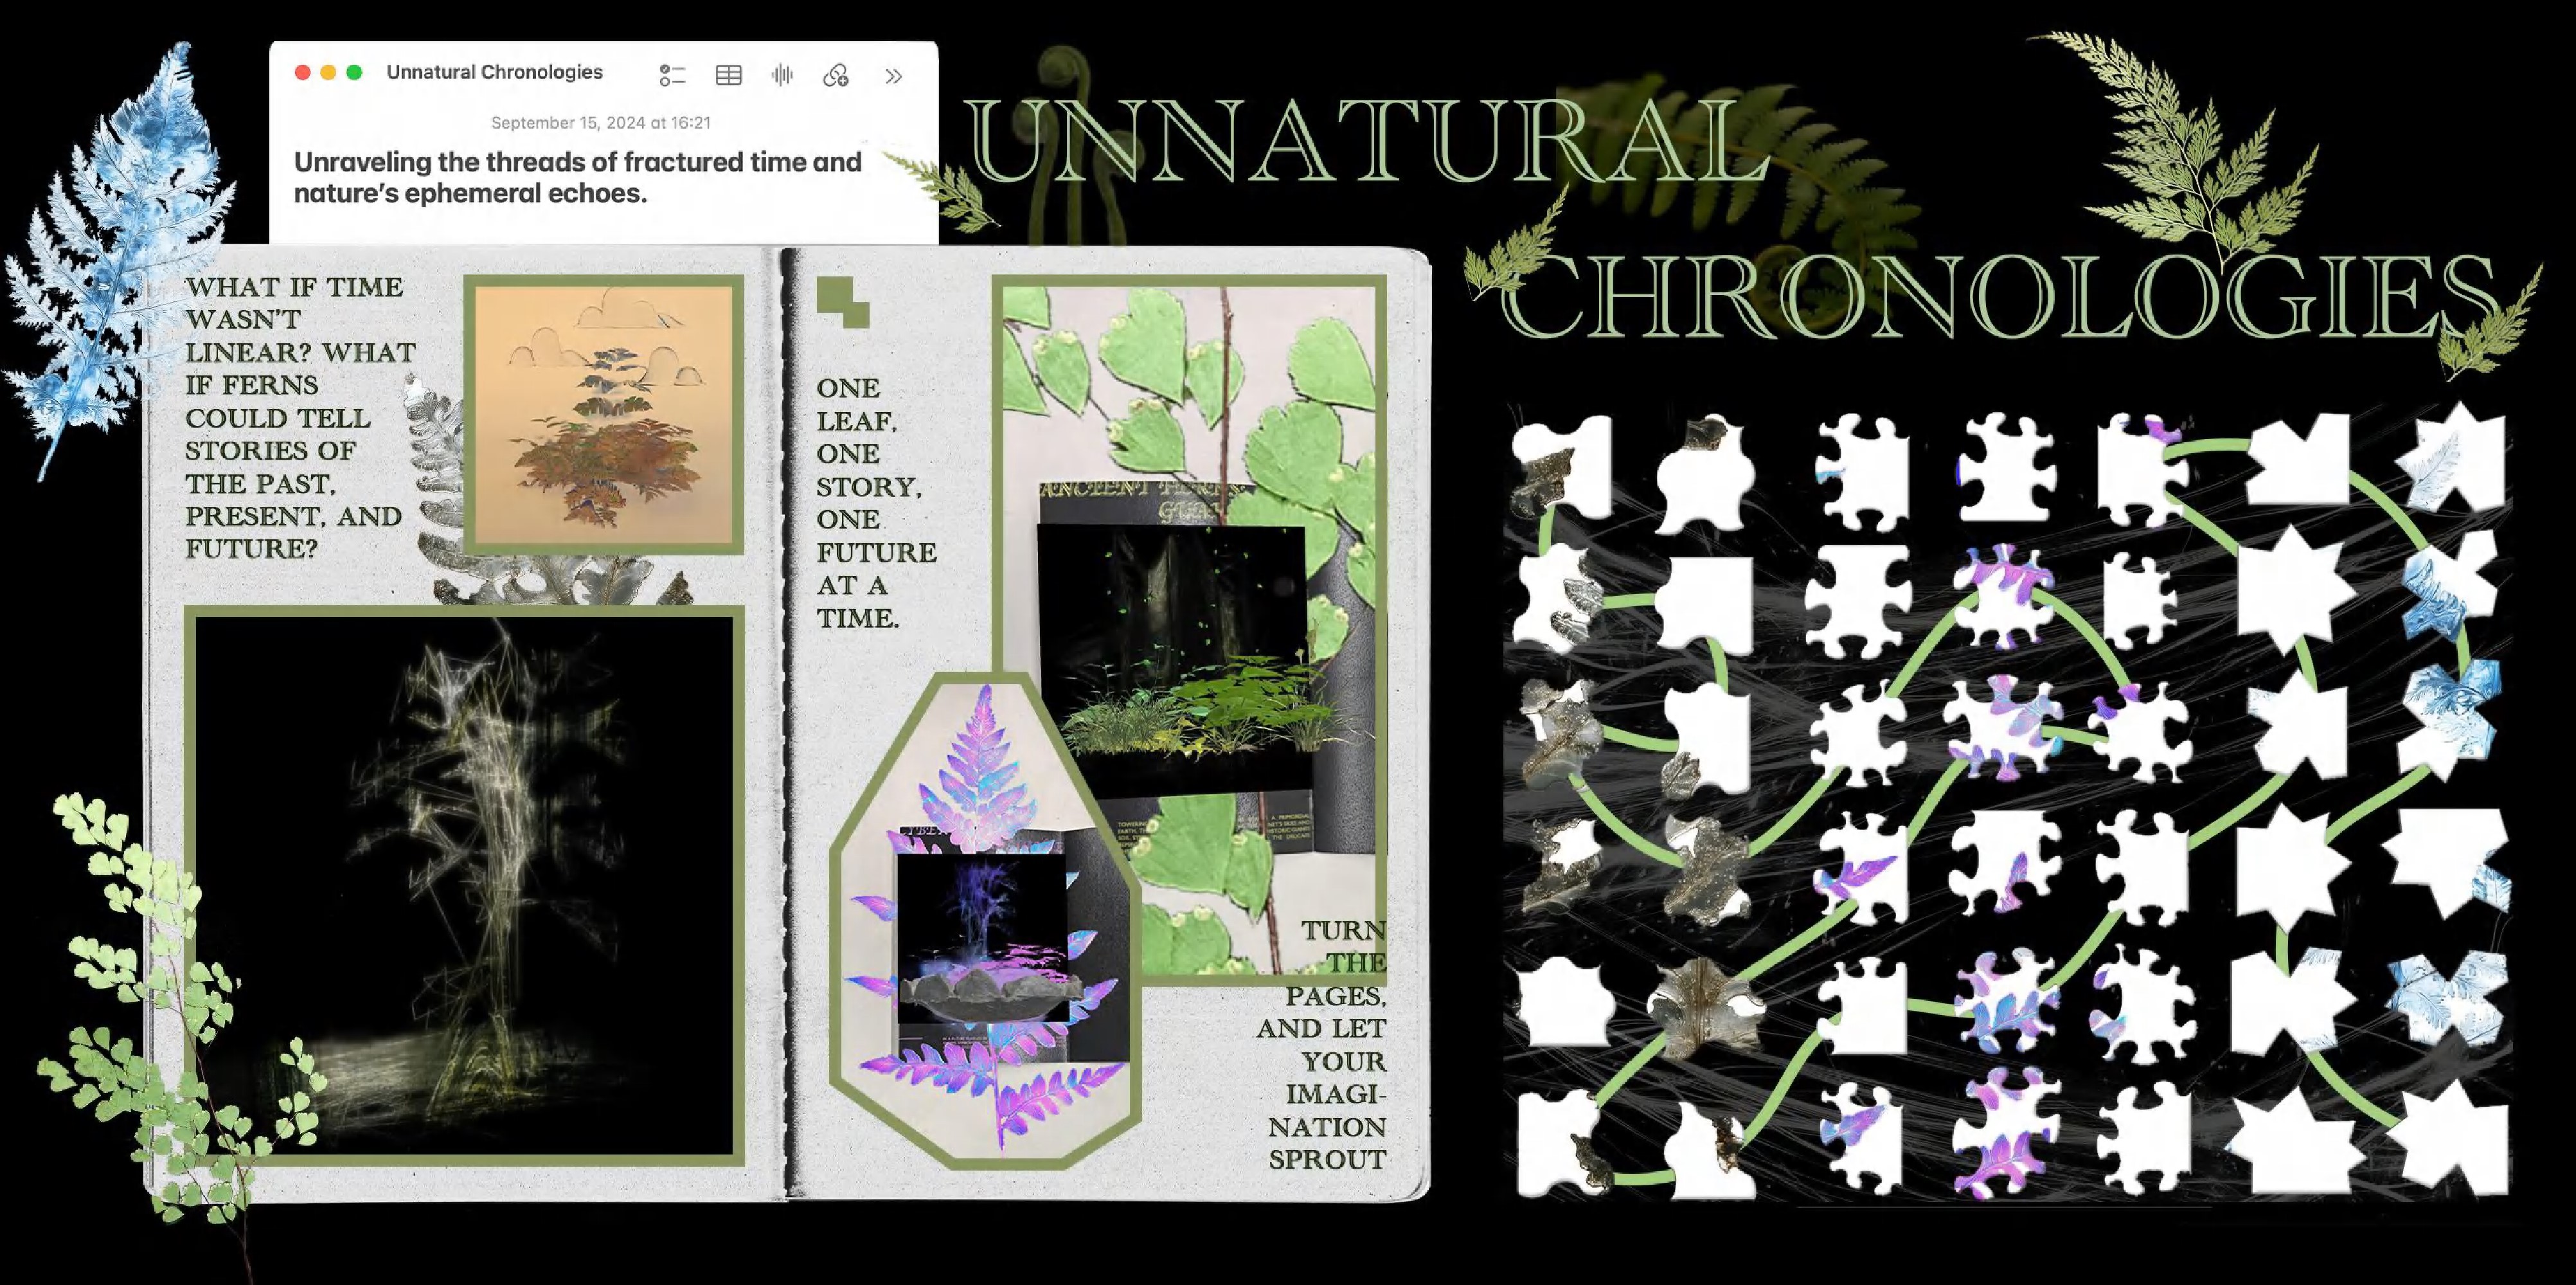 Unnatural Chronologies
September 15, 2024 at 16:21
Unraveling the threads of fractured time and
nature's ephemeral echoes.
UNNATURAL
CHRONOLOGIES
WHAT IF TIME
WASN'T
LINEAR? WHAT
IF FERNS
COULD TELL
STORIES OF
THE PAST,
PRESENT, AND
FUTURE?
ONE
LEAF,
ONE
STORY,
ONE
FUTURE
AT A
TIME.
ANCIENT
TURN
THE
PAGES,
AND LET
YOUR
IMAGI-
NATION
SPROUT